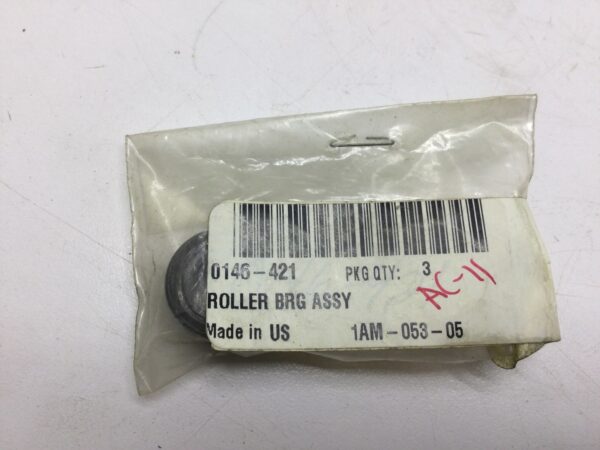 0146-421 PKG QTY: 3
AC-11
ROLLER BRG ASSY
Made in US 1AM-053-05